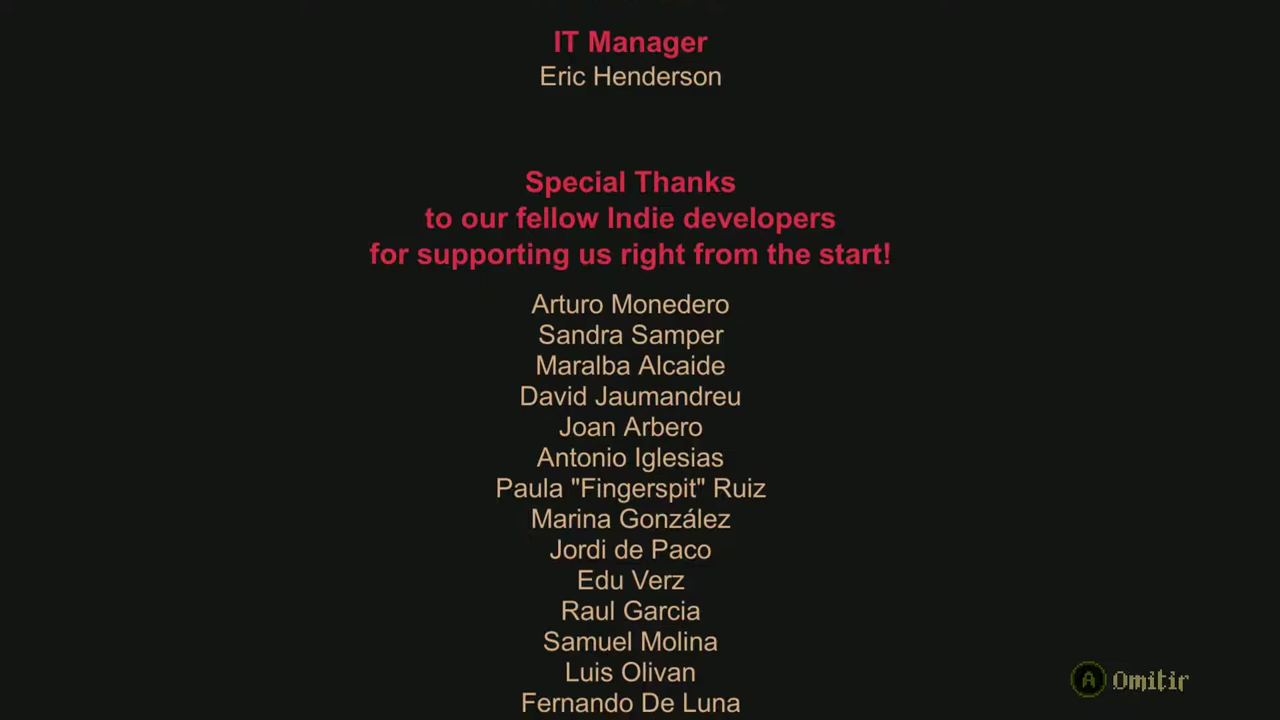 IT Manager
Eric Henderson
Special Thanks
to our fellow Indie developers
for supporting us right from the start!
Arturo Monedero
Sandra Samper
Maralba Alcaide
David Jaumandreu
Joan Arbero
Antonio Iglesias
Paula "Fingerspit" Ruiz
Marina González
Jordi de Paco
Edu Verz
Raul Garcia
Samuel Molina
Luis Olivan
Fernando De Luna
A Omitir